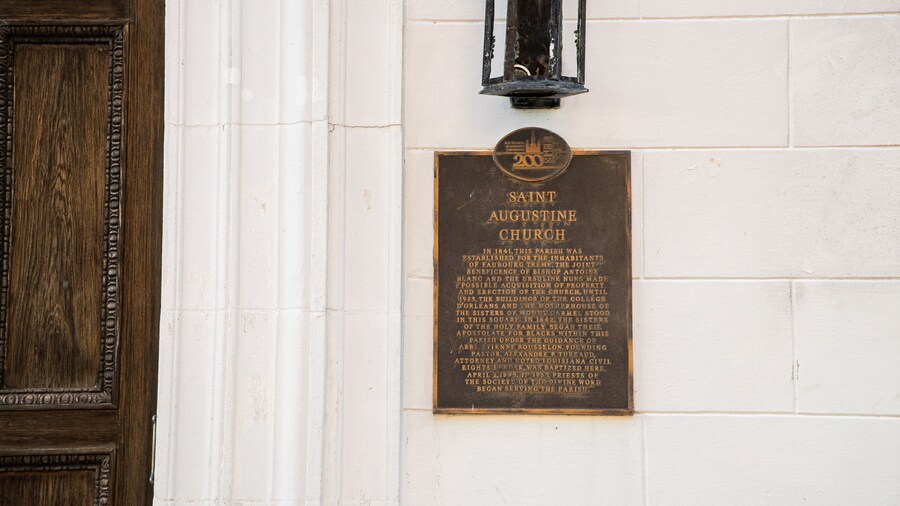 200
SAINT
AUGUSTINE
CHURCH
IN 1841, THIS PARISH WAS
ESTABLISHED FOR THE INHABITANTS
OF FAUBOURG TREME. THE JOINT
BENEFICENCE OF BISHOP ANTOINE
BLANC AND THE URSULINE NUNS MADE
POSSIBLE ACQUISITION OF PROPERTY
AND ERECTION OF THE CHURCH. UNTIL
THE BUILDINGS OF THE COLLÈGE
D'ORLEANS AND THE MOTHERHOUSE OF
THE SISTERS OF MOUNT CARMEL STOOD
IN THIS SQUARE. IN 1842, THE SISTERS
OF THE HOLY FAMILY BEGAN THEIR
APOSTOLATE FOR BLACKS WITHIN THIS
PARISH UNDER THE GUIDANCE OF
ABBE ETIENNE ROUSSELON, FOUNDING
PASTOR. ALEXANDRE P. TUREAUD,
ATTORNEY AND NOTED LOUISIANA CIVIL
RIGHTS LEADER, WAS BAPTIZED HERE,
APRIL PRIESTS OF
THE SOCIETY OF THE DIVINE WORD
BEGAN SERVING THE PARISH.